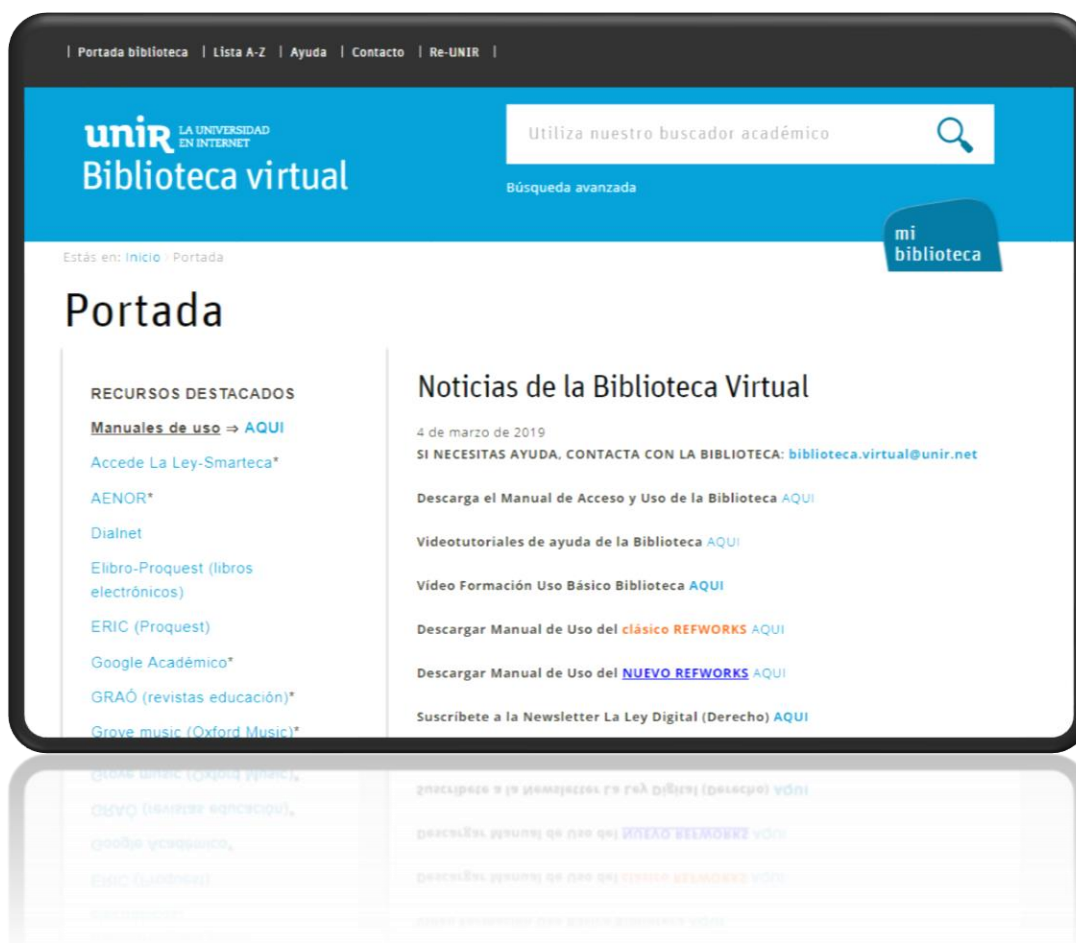 | Portada biblioteca | Lista A-Z | Ayuda | Contacto | Re-UNIR |
unir LA UNIVERSIDAD
EN INTERNET
Biblioteca virtual
Utiliza nuestro buscador académico
Búsqueda avanzada
mi
biblioteca
Estás en: Inicio › Portada
Portada
RECURSOS DESTACADOS
Manuales de uso ⇒ AQUI
Accede La Ley-Smarteca*
AENOR*
Dialnet
Elibro-Proquest (libros
electrónicos)
ERIC (Proquest)
Google Académico*
GRAÓ (revistas educación)*
Grove music (Oxford Music)*
Noticias de la Biblioteca Virtual
4 de marzo de 2019
SI NECESITAS AYUDA, CONTACTA CON LA BIBLIOTECA: biblioteca.virtual@unir.net
Descarga el Manual de Acceso y Uso de la Biblioteca AQUI
Videotutoriales de ayuda de la Biblioteca AQUI
Vídeo Formación Uso Básico Biblioteca AQUI
Descargar Manual de Uso del clásico REFWORKS AQUI
Descargar Manual de Uso del NUEVO REFWORKS AQUI
Suscríbete a la Newsletter La Ley Digital (Derecho) AQUI